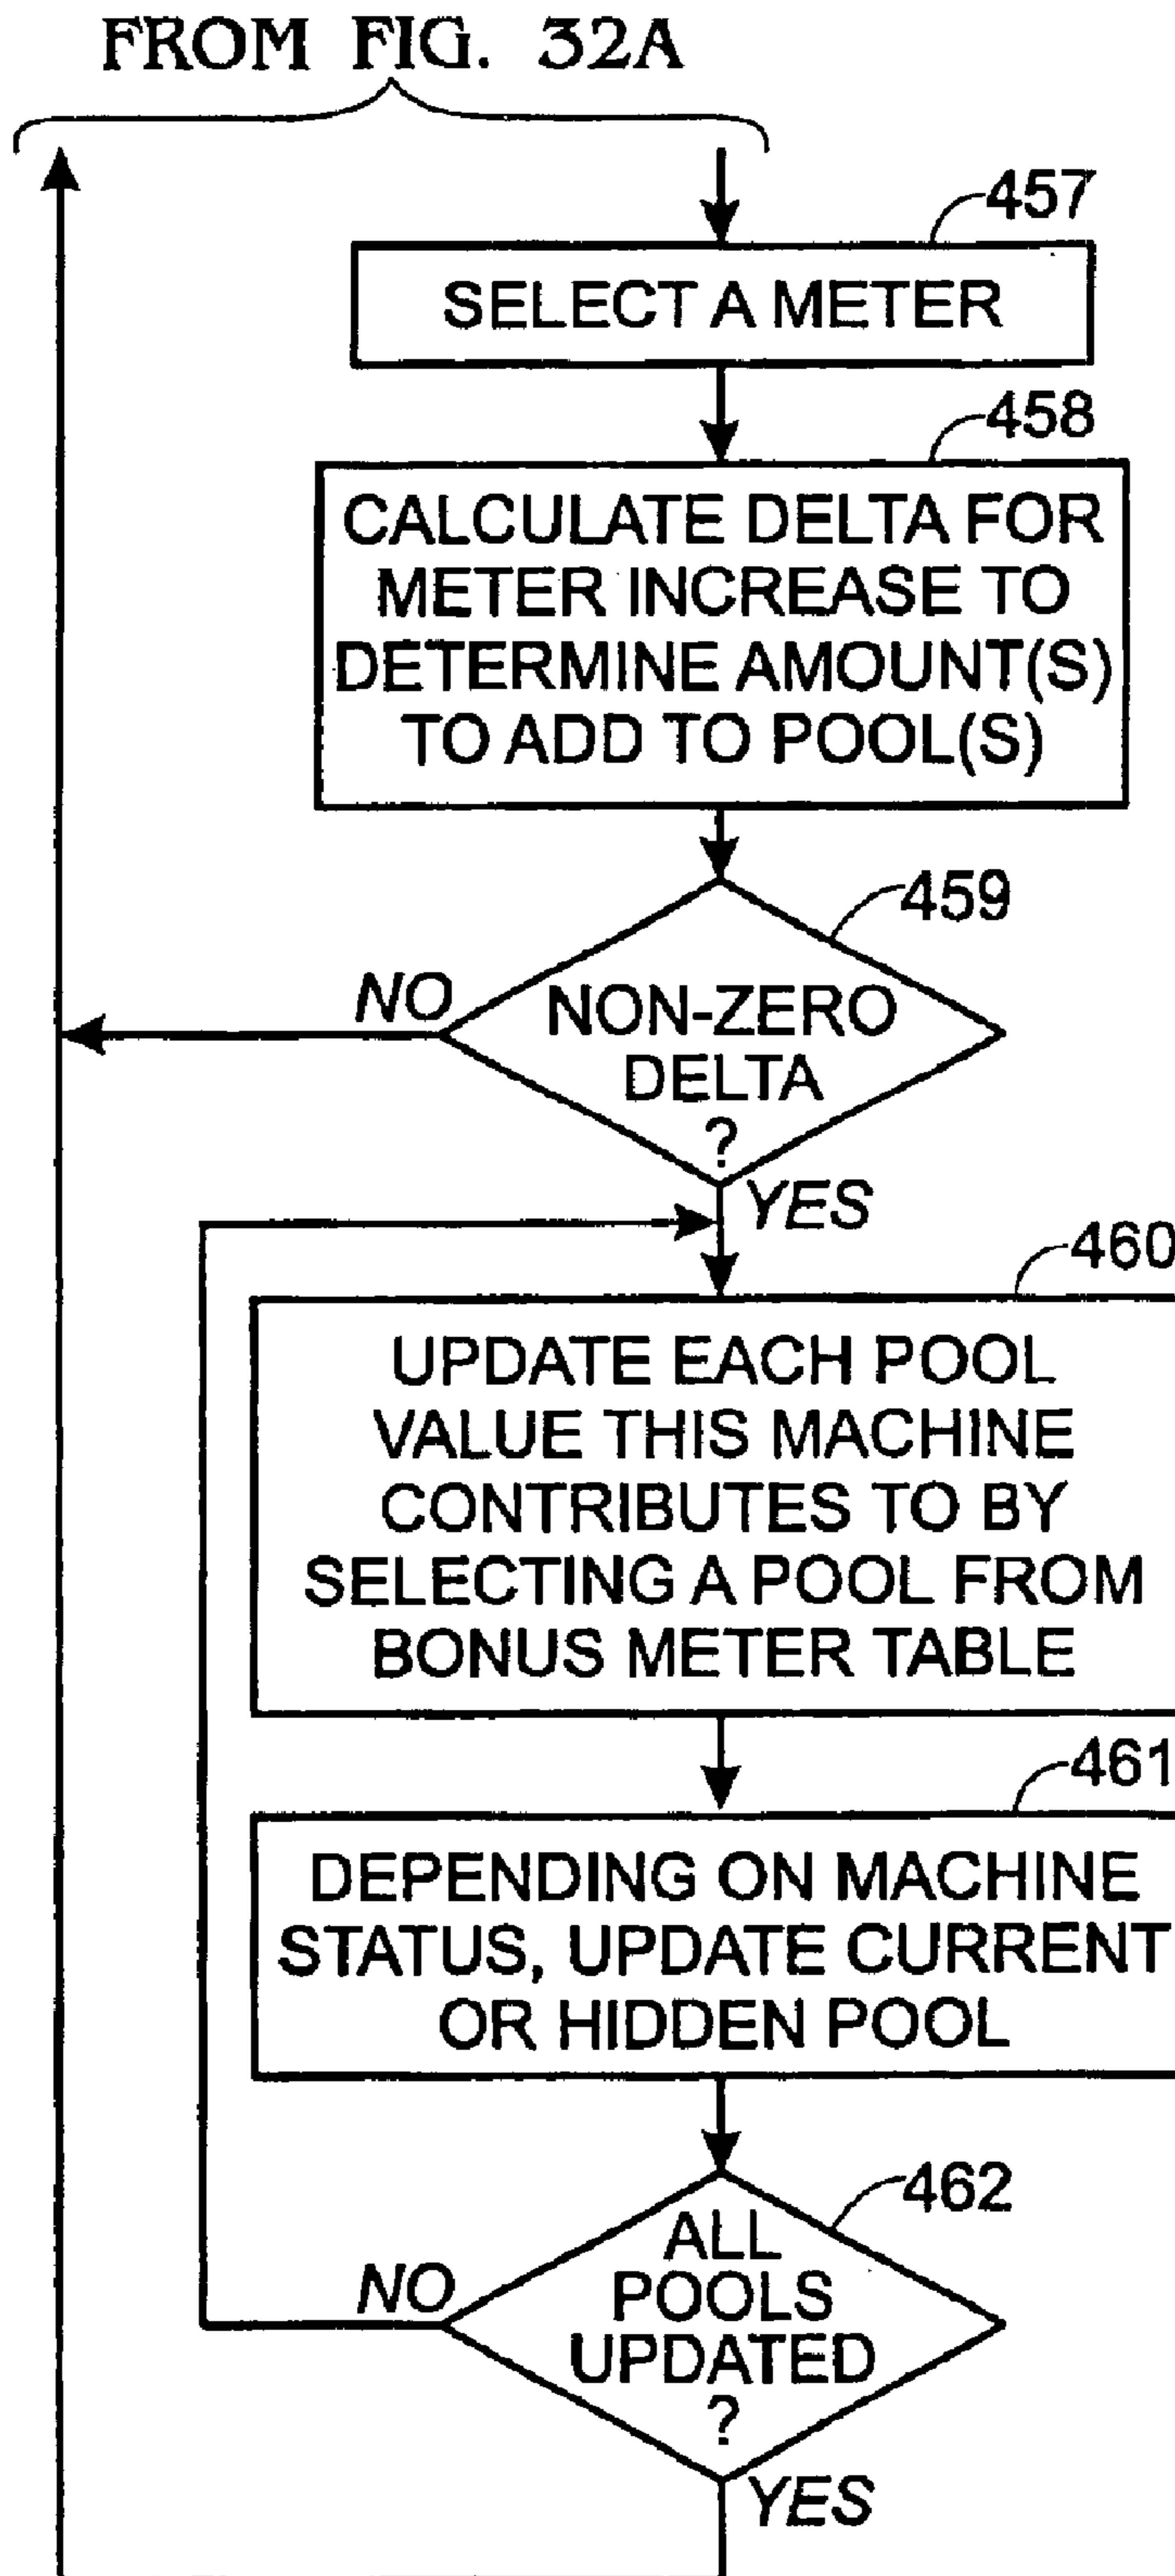 FROM FIG. 32A
457
SELECT A METER
458
CALCULATE DELTA FOR
METER INCREASE TO
DETERMINE AMOUNT(S)
TO ADD TO POOL(S)
459
NO
NON-ZERO
DELTA
?
YES
460
UPDATE EACH POOL
VALUE THIS MACHINE
CONTRIBUTES TO BY
SELECTING A POOL FROM
BONUS METER TABLE
461
DEPENDING ON MACHINE
STATUS, UPDATE CURRENT
OR HIDDEN POOL
462
NO
ALL
POOLS
UPDATED
?
YES